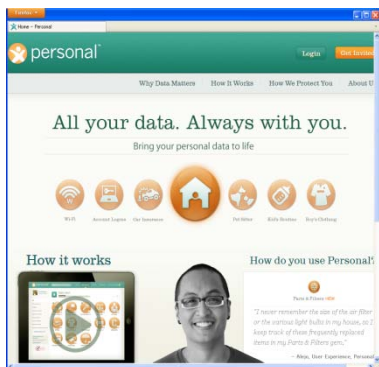 Firefox
Home - Personal
personal
Login
Get Invited
Why Data Matters
How It Works
How We Protect You
About U
All your data. Always with you.
Bring your personal data to life
Wi-Fi
Account Logins
Car Insurance
Pet Sitter
Kid's Routine
Boy's Clothing
How it works
How do you use Personal?
Parts & Filters GEM
"I never remember the size of the air filter
or the various light bulbs in my house, so I
keep track of these frequently replaced
items in my Parts & Filters gem."
User Experience, Personal